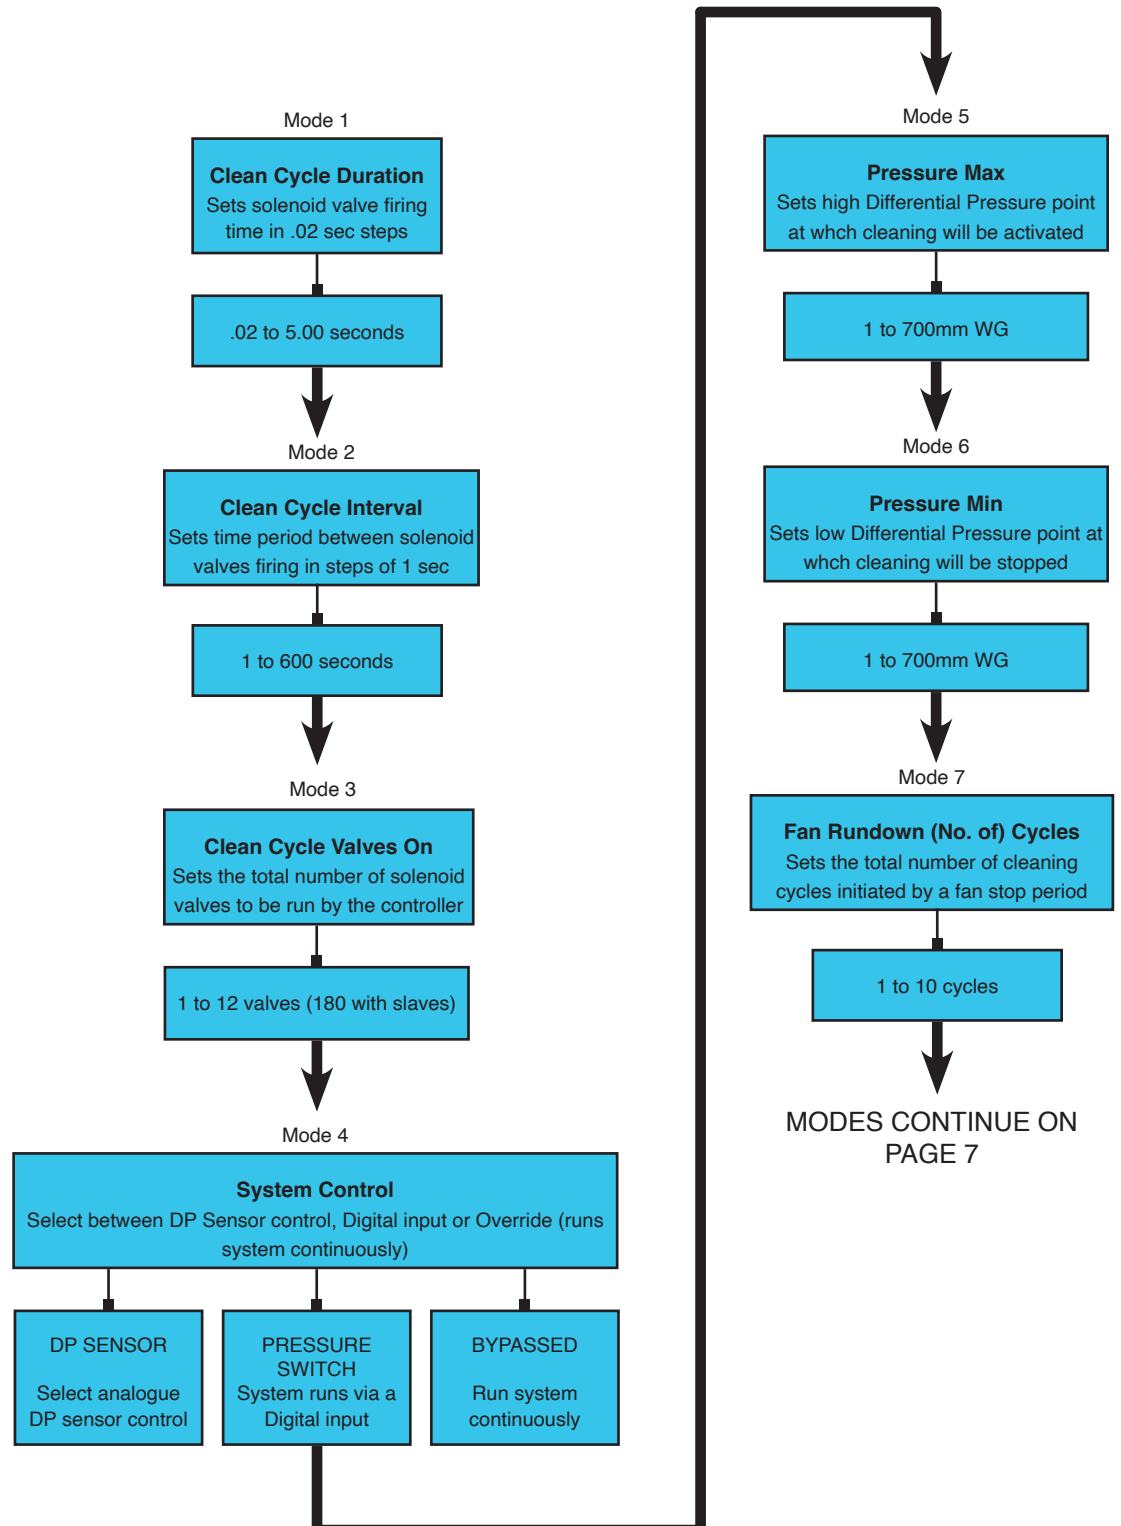 Mode 1
Clean Cycle Duration
Sets solenoid valve firing
time in .02 sec steps
.02 to 5.00 seconds
Mode 2
Clean Cycle Interval
Sets time period between solenoid
valves firing in steps of 1 sec
1 to 600 seconds
Mode 3
Clean Cycle Valves On
Sets the total number of solenoid
valves to be run by the controller
1 to 12 valves (180 with slaves)
Mode 4
System Control
Select between DP Sensor control, Digital input or Override (runs
system continuously)
DP SENSOR
Select analogue
DP sensor control
PRESSURE
SWITCH
System runs via a
Digital input
BYPASSED
Run system
continuously
Mode 5
Pressure Max
Sets high Differential Pressure point
at whch cleaning will be activated
1 to 700mm WG
Mode 6
Pressure Min
Sets low Differential Pressure point at
whch cleaning will be stopped
1 to 700mm WG
Mode 7
Fan Rundown (No. of) Cycles
Sets the total number of cleaning
cycles initiated by a fan stop period
1 to 10 cycles
MODES CONTINUE ON
PAGE 7